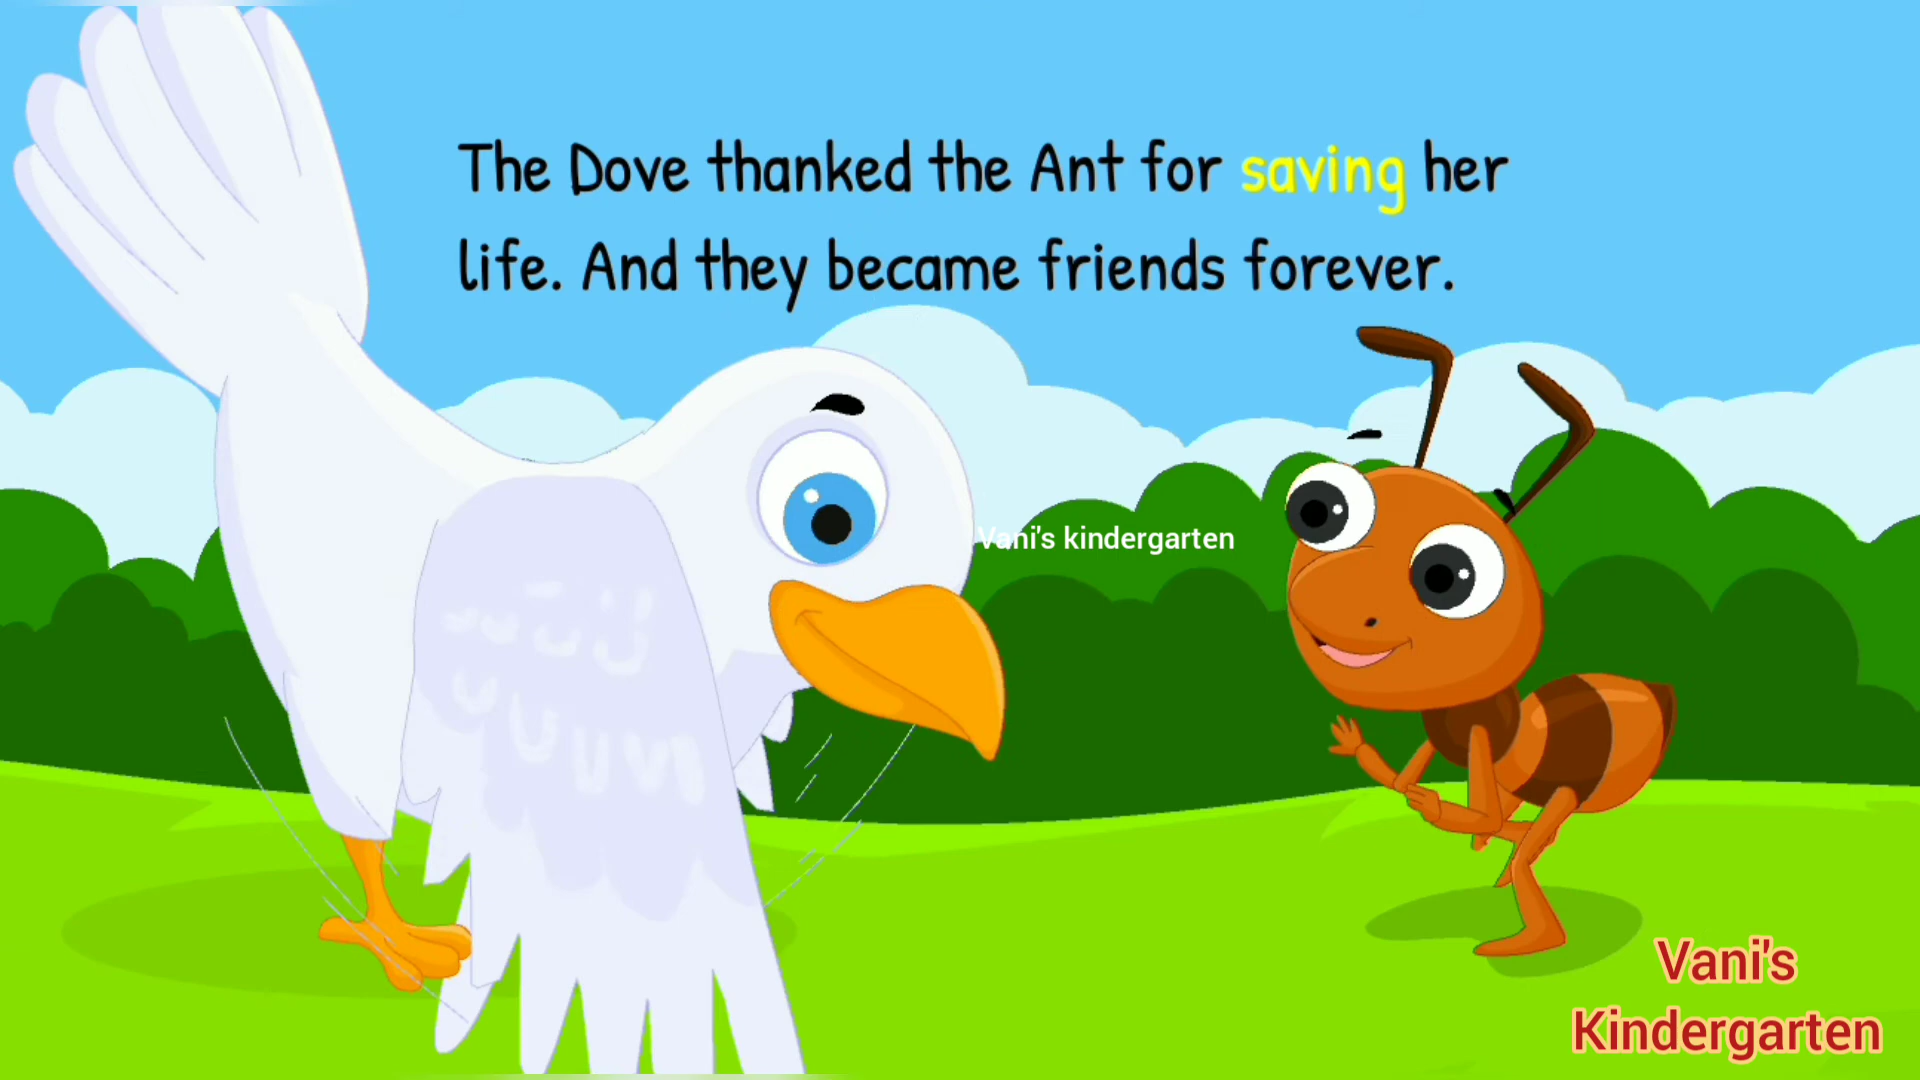 The Dove thanked the Ant for saving her
life. And they became friends forever.
Vani's kindergarten
Vani's
Kindergarten